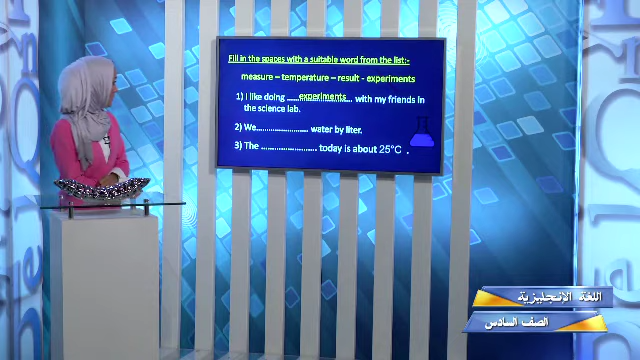 Fill in the spaces with a suitable word from the list:-
measure – temperature – result - experiments
1) I like doing ......experiments... with my friends in
the science lab.
2) We........................ water by liter.
3) The .......................... today is about 25°C .
اللغة الإنجليزية
الصف السادس